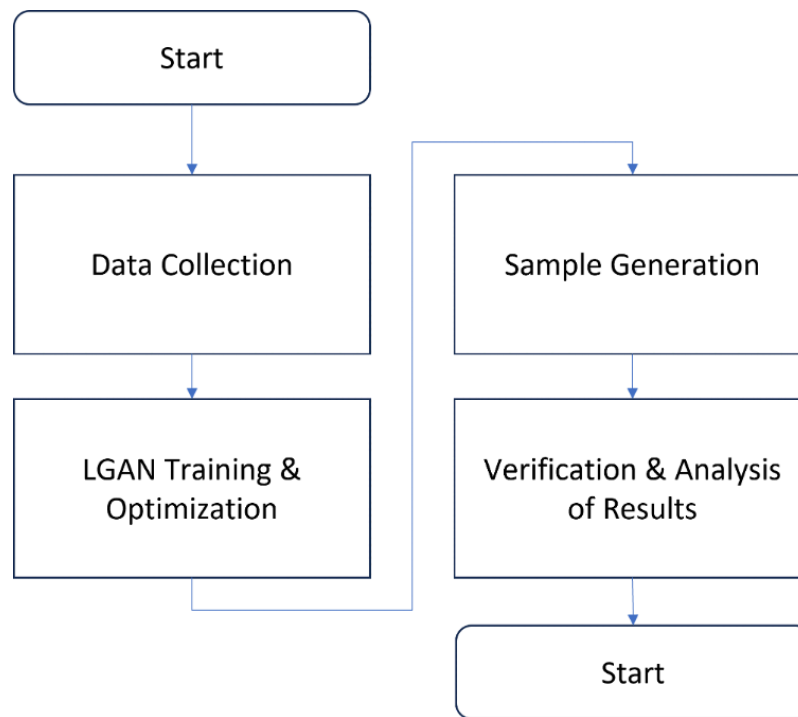 Start
Data Collection
LGAN Training &
Optimization
Sample Generation
Verification & Analysis
of Results
Start